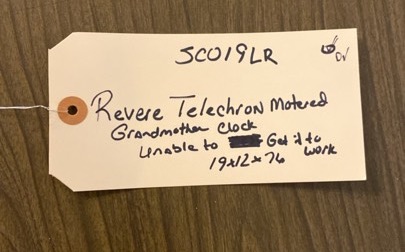 SC019LR
Revere Telechron Motored
Grandmother Clock
Unable to Get it to
work
19x12x76